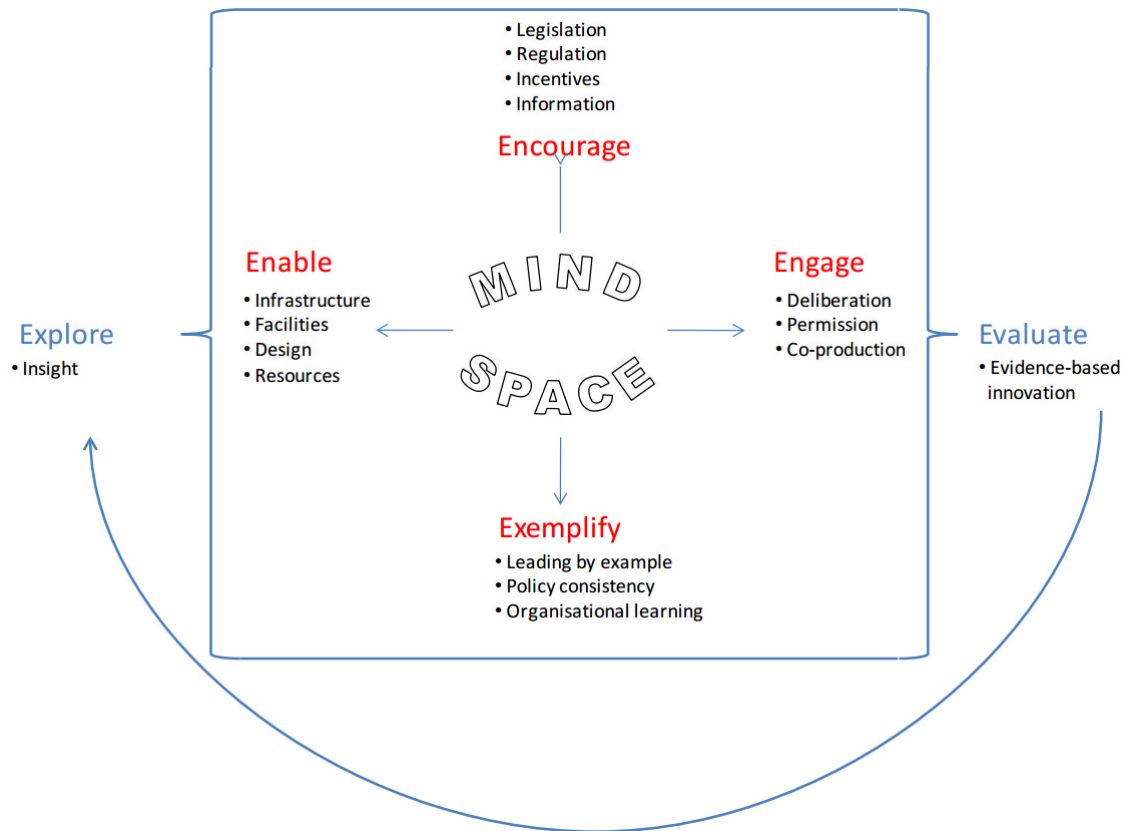 • Legislation
• Regulation
• Incentives
• Information
Encourage
Enable
• Infrastructure
• Facilities
• Design
• Resources
MIND
SPACE
Engage
• Deliberation
• Permission
• Co-production
Explore
• Insight
Evaluate
• Evidence-based
innovation
Exemplify
• Leading by example
• Policy consistency
• Organisational learning